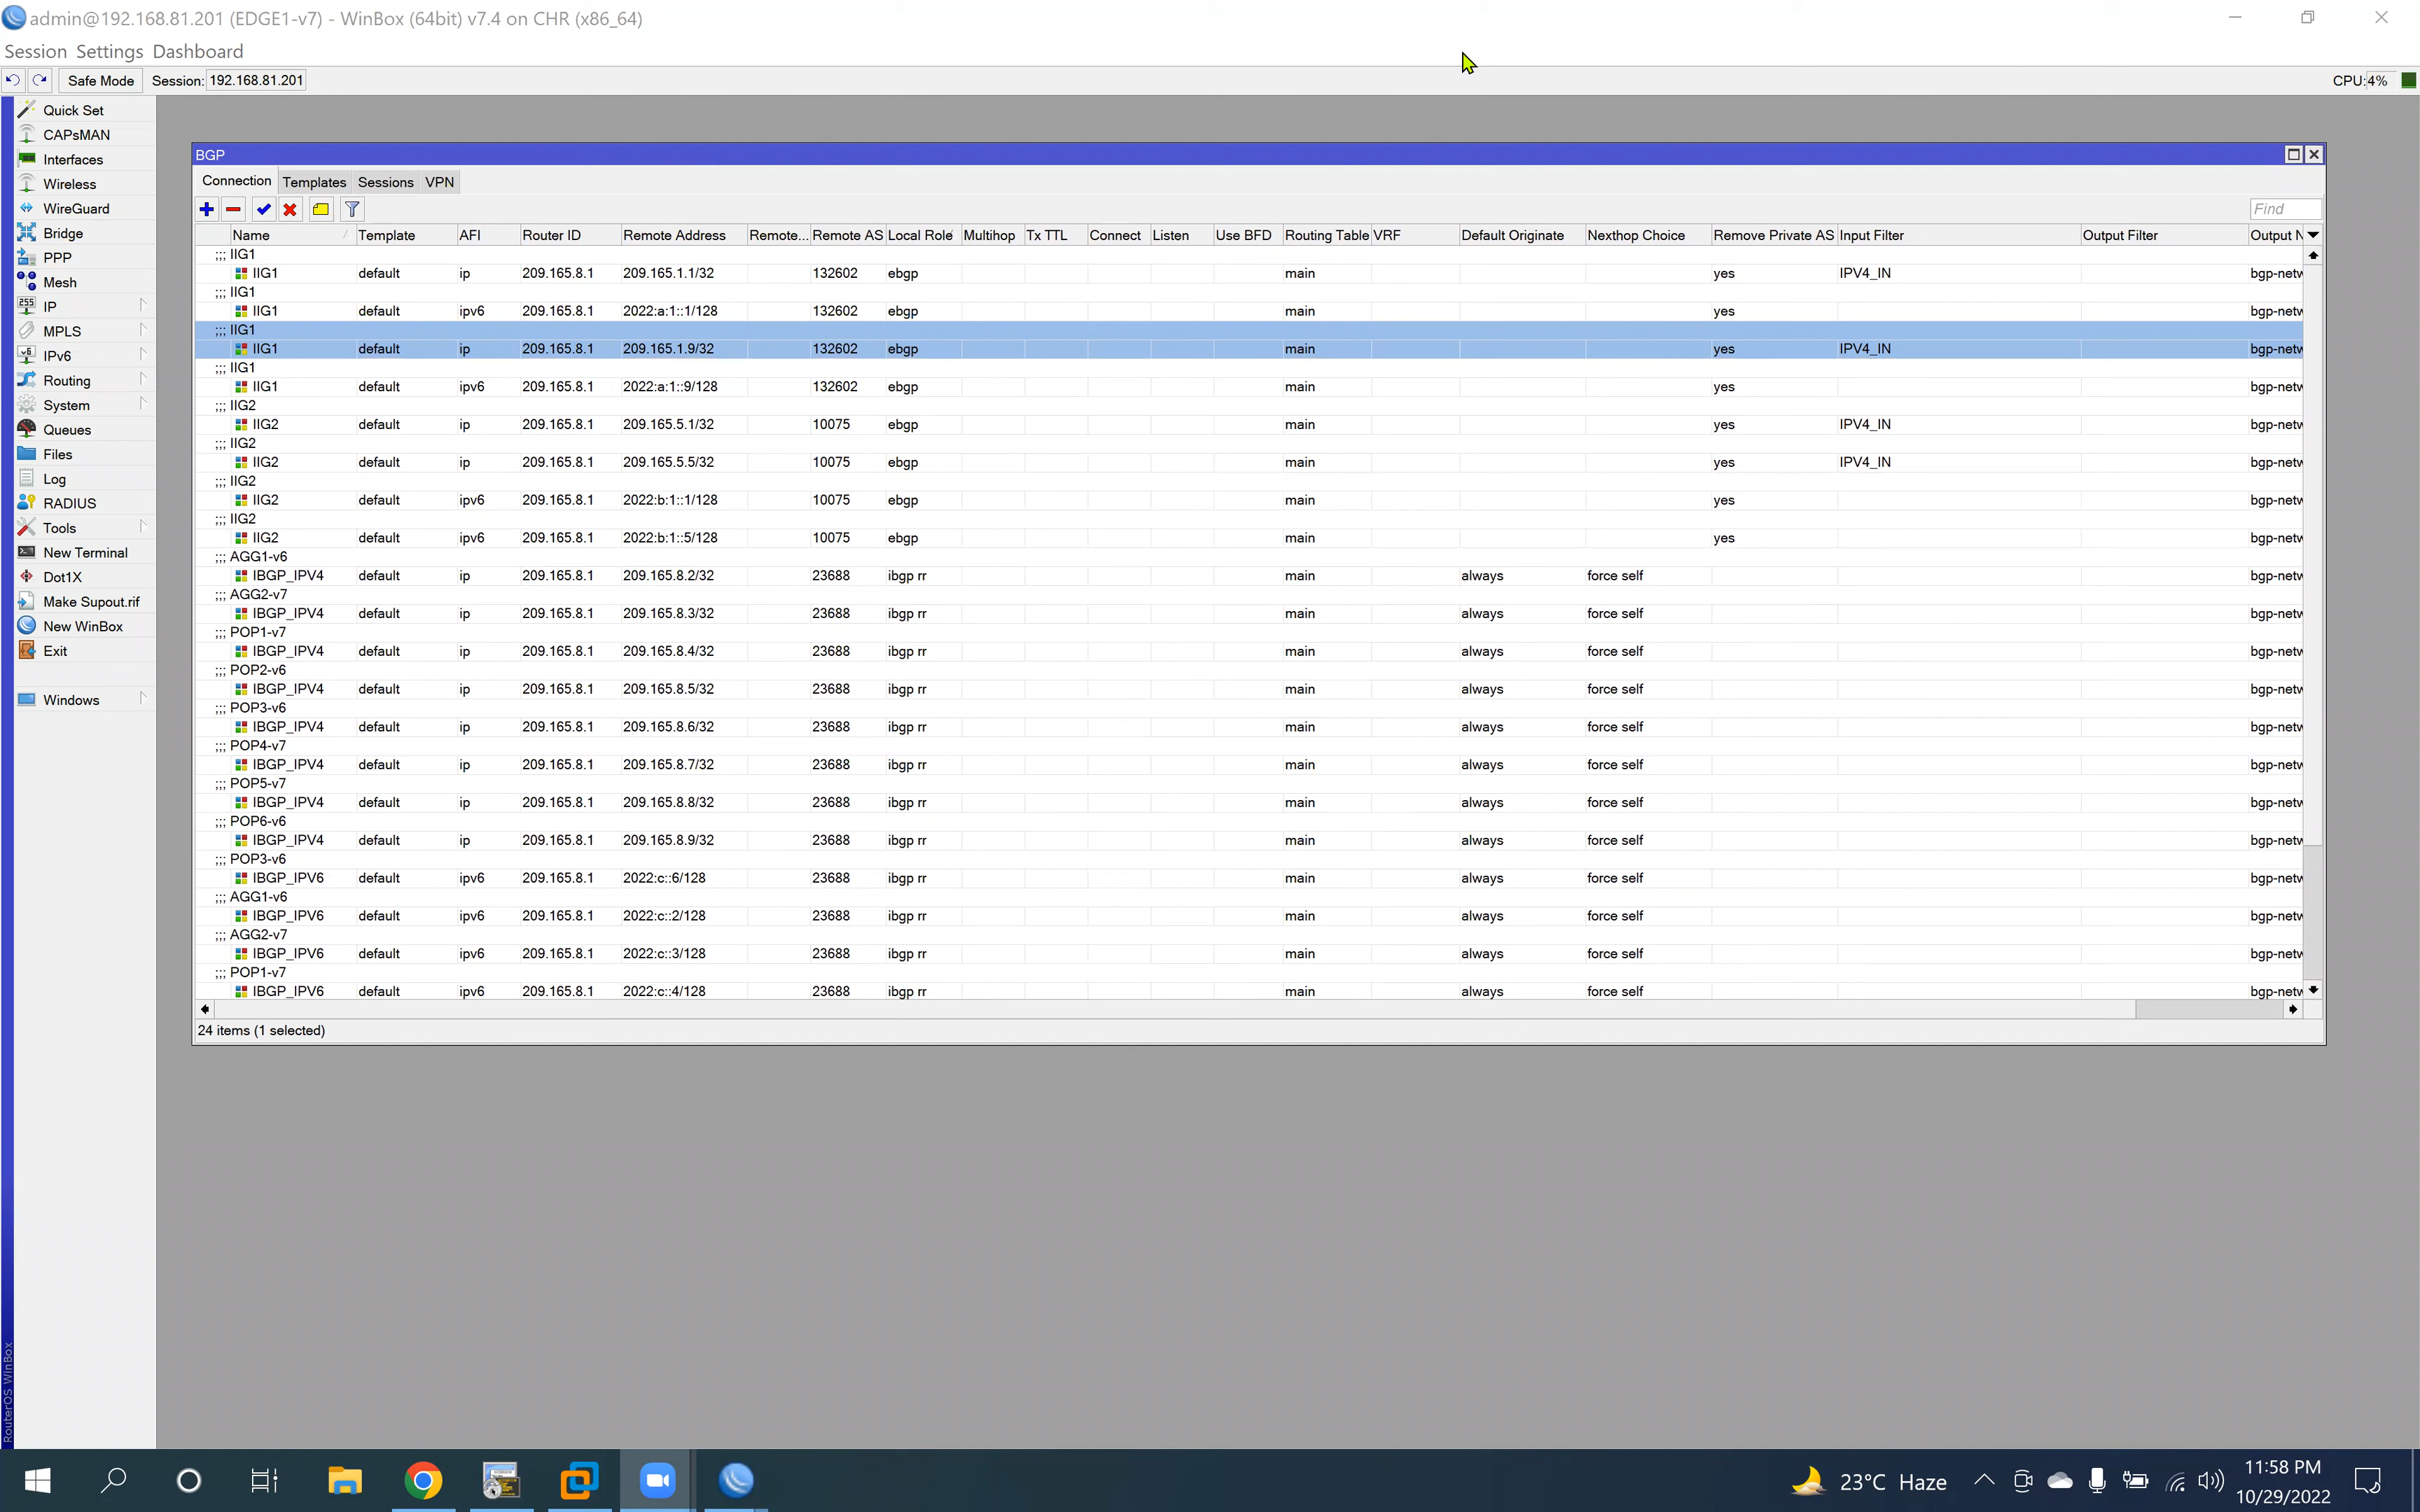 admin@192.168.81.201 (EDGE1-v7) - WinBox (64bit) v7.4 on CHR (x86_64)
Session Settings Dashboard
Safe Mode Session: 192.168.81.201 CPU:4%
Quick Set
CAPsMAN
Interfaces
Wireless
WireGuard
Bridge
PPP
Mesh
IP
MPLS
IPv6
Routing
System
Queues
Files
Log
RADIUS
Tools
New Terminal
Dot1X
Make Supout.rif
New WinBox
Exit
Windows
RouterOS WinBox
BGP
Connection Templates Sessions VPN
Find
Name Template AFI Router ID Remote Address Remote... Remote AS Local Role Multihop Tx TTL Connect Listen Use BFD Routing Table VRF Default Originate Nexthop Choice Remove Private AS Input Filter Output Filter Output N
;;; IIG1
IIG1 default ip 209.165.8.1 209.165.1.1/32 132602 ebgp main yes IPV4_IN bgp-netw
;;; IIG1
IIG1 default ipv6 209.165.8.1 2022:a:1::1/128 132602 ebgp main yes bgp-netw
;;; IIG1
IIG1 default ip 209.165.8.1 209.165.1.9/32 132602 ebgp main yes IPV4_IN bgp-netw
;;; IIG1
IIG1 default ipv6 209.165.8.1 2022:a:1::9/128 132602 ebgp main yes bgp-netw
;;; IIG2
IIG2 default ip 209.165.8.1 209.165.5.1/32 10075 ebgp main yes IPV4_IN bgp-netw
;;; IIG2
IIG2 default ip 209.165.8.1 209.165.5.5/32 10075 ebgp main yes IPV4_IN bgp-netw
;;; IIG2
IIG2 default ipv6 209.165.8.1 2022:b:1::1/128 10075 ebgp main yes bgp-netw
;;; IIG2
IIG2 default ipv6 209.165.8.1 2022:b:1::5/128 10075 ebgp main yes bgp-netw
;;; AGG1-v6
IBGP_IPV4 default ip 209.165.8.1 209.165.8.2/32 23688 ibgp rr main always force self bgp-netw
;;; AGG2-v7
IBGP_IPV4 default ip 209.165.8.1 209.165.8.3/32 23688 ibgp rr main always force self bgp-netw
;;; POP1-v7
IBGP_IPV4 default ip 209.165.8.1 209.165.8.4/32 23688 ibgp rr main always force self bgp-netw
;;; POP2-v6
IBGP_IPV4 default ip 209.165.8.1 209.165.8.5/32 23688 ibgp rr main always force self bgp-netw
;;; POP3-v6
IBGP_IPV4 default ip 209.165.8.1 209.165.8.6/32 23688 ibgp rr main always force self bgp-netw
;;; POP4-v7
IBGP_IPV4 default ip 209.165.8.1 209.165.8.7/32 23688 ibgp rr main always force self bgp-netw
;;; POP5-v7
IBGP_IPV4 default ip 209.165.8.1 209.165.8.8/32 23688 ibgp rr main always force self bgp-netw
;;; POP6-v6
IBGP_IPV4 default ip 209.165.8.1 209.165.8.9/32 23688 ibgp rr main always force self bgp-netw
;;; POP3-v6
IBGP_IPV6 default ipv6 209.165.8.1 2022:c::6/128 23688 ibgp rr main always force self bgp-netw
;;; AGG1-v6
IBGP_IPV6 default ipv6 209.165.8.1 2022:c::2/128 23688 ibgp rr main always force self bgp-netw
;;; AGG2-v7
IBGP_IPV6 default ipv6 209.165.8.1 2022:c::3/128 23688 ibgp rr main always force self bgp-netw
;;; POP1-v7
IBGP_IPV6 default ipv6 209.165.8.1 2022:c::4/128 23688 ibgp rr main always force self bgp-netw
24 items (1 selected)
23°C Haze
11:58 PM
10/29/2022